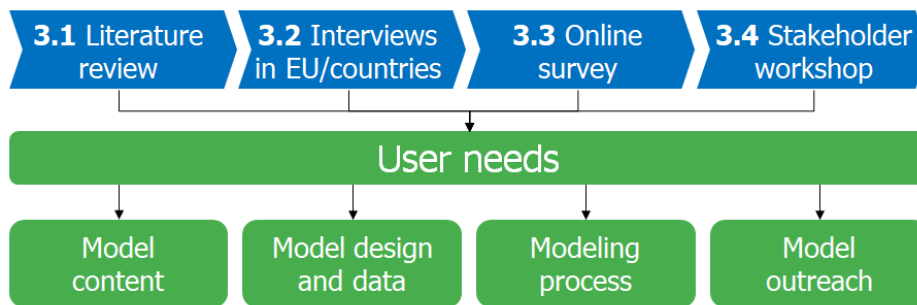 3.1 Literature
review
3.2 Interviews
in EU/countries
3.3 Online
survey
3.4 Stakeholder
workshop
User needs
Model
content
Model design
and data
Modeling
process
Model
outreach